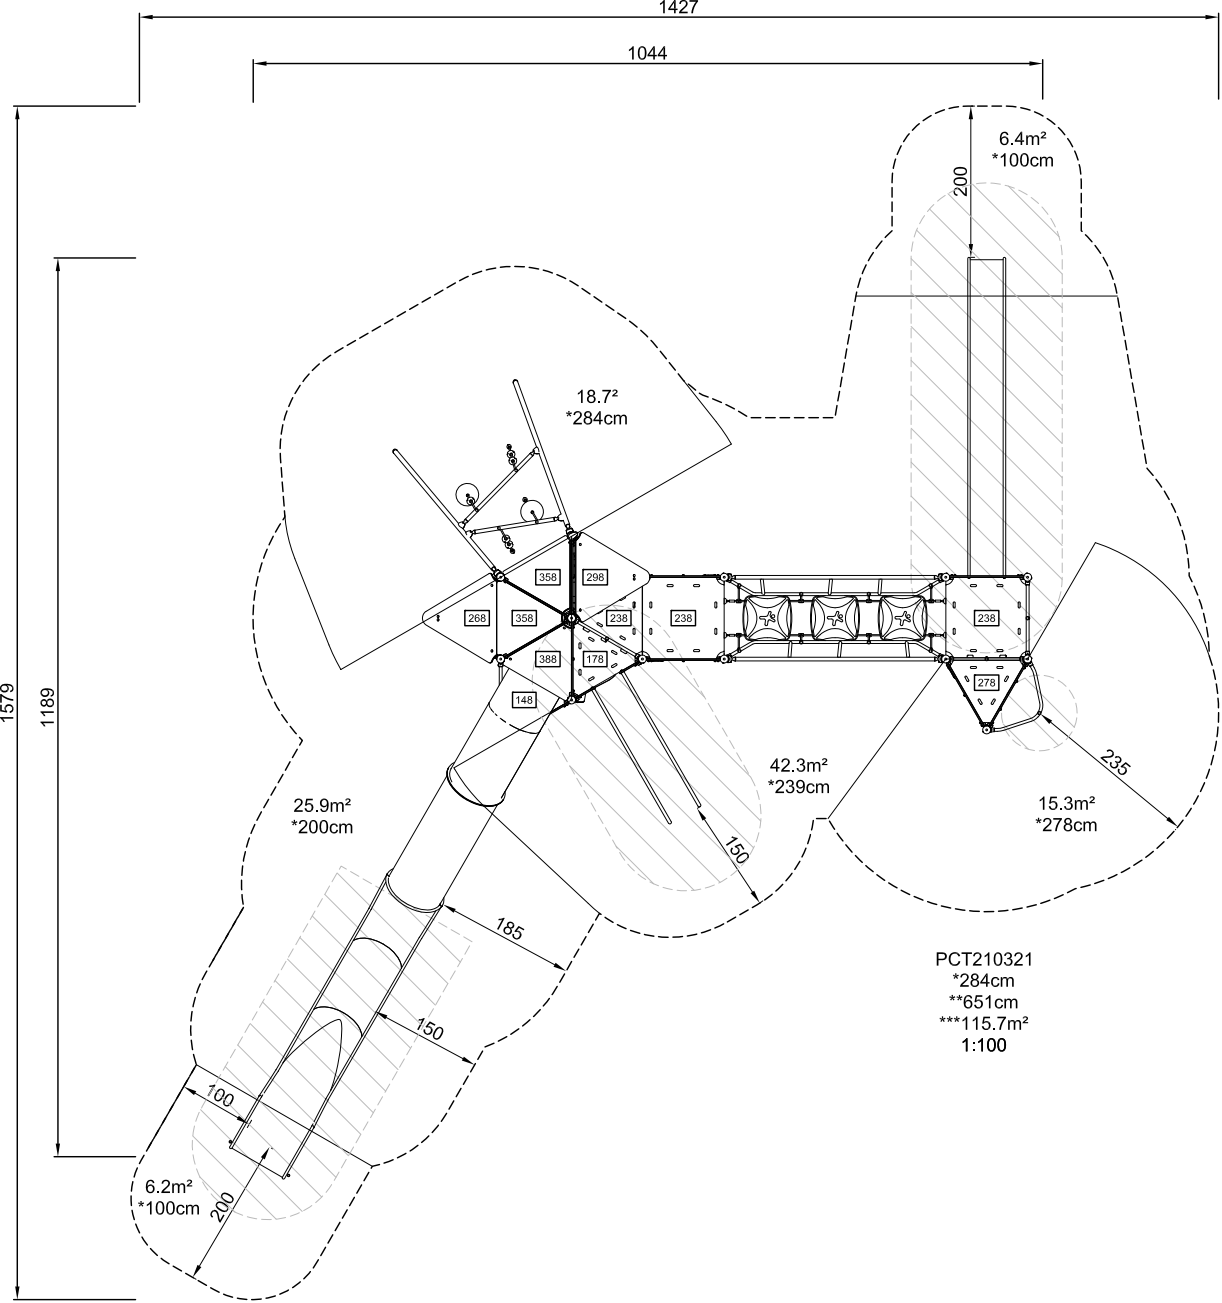 1427
1044
6.4m²
*100cm
200
18.7²
*284cm
358
298
268
358
238
238
238
388
178
278
148
1579
1189
42.3m²
*239cm
235
25.9m²
*200cm
15.3m²
*278cm
150
185
PCT210321
*284cm
**651cm
***115.7m²
1:100
150
100
6.2m²
*100cm
200